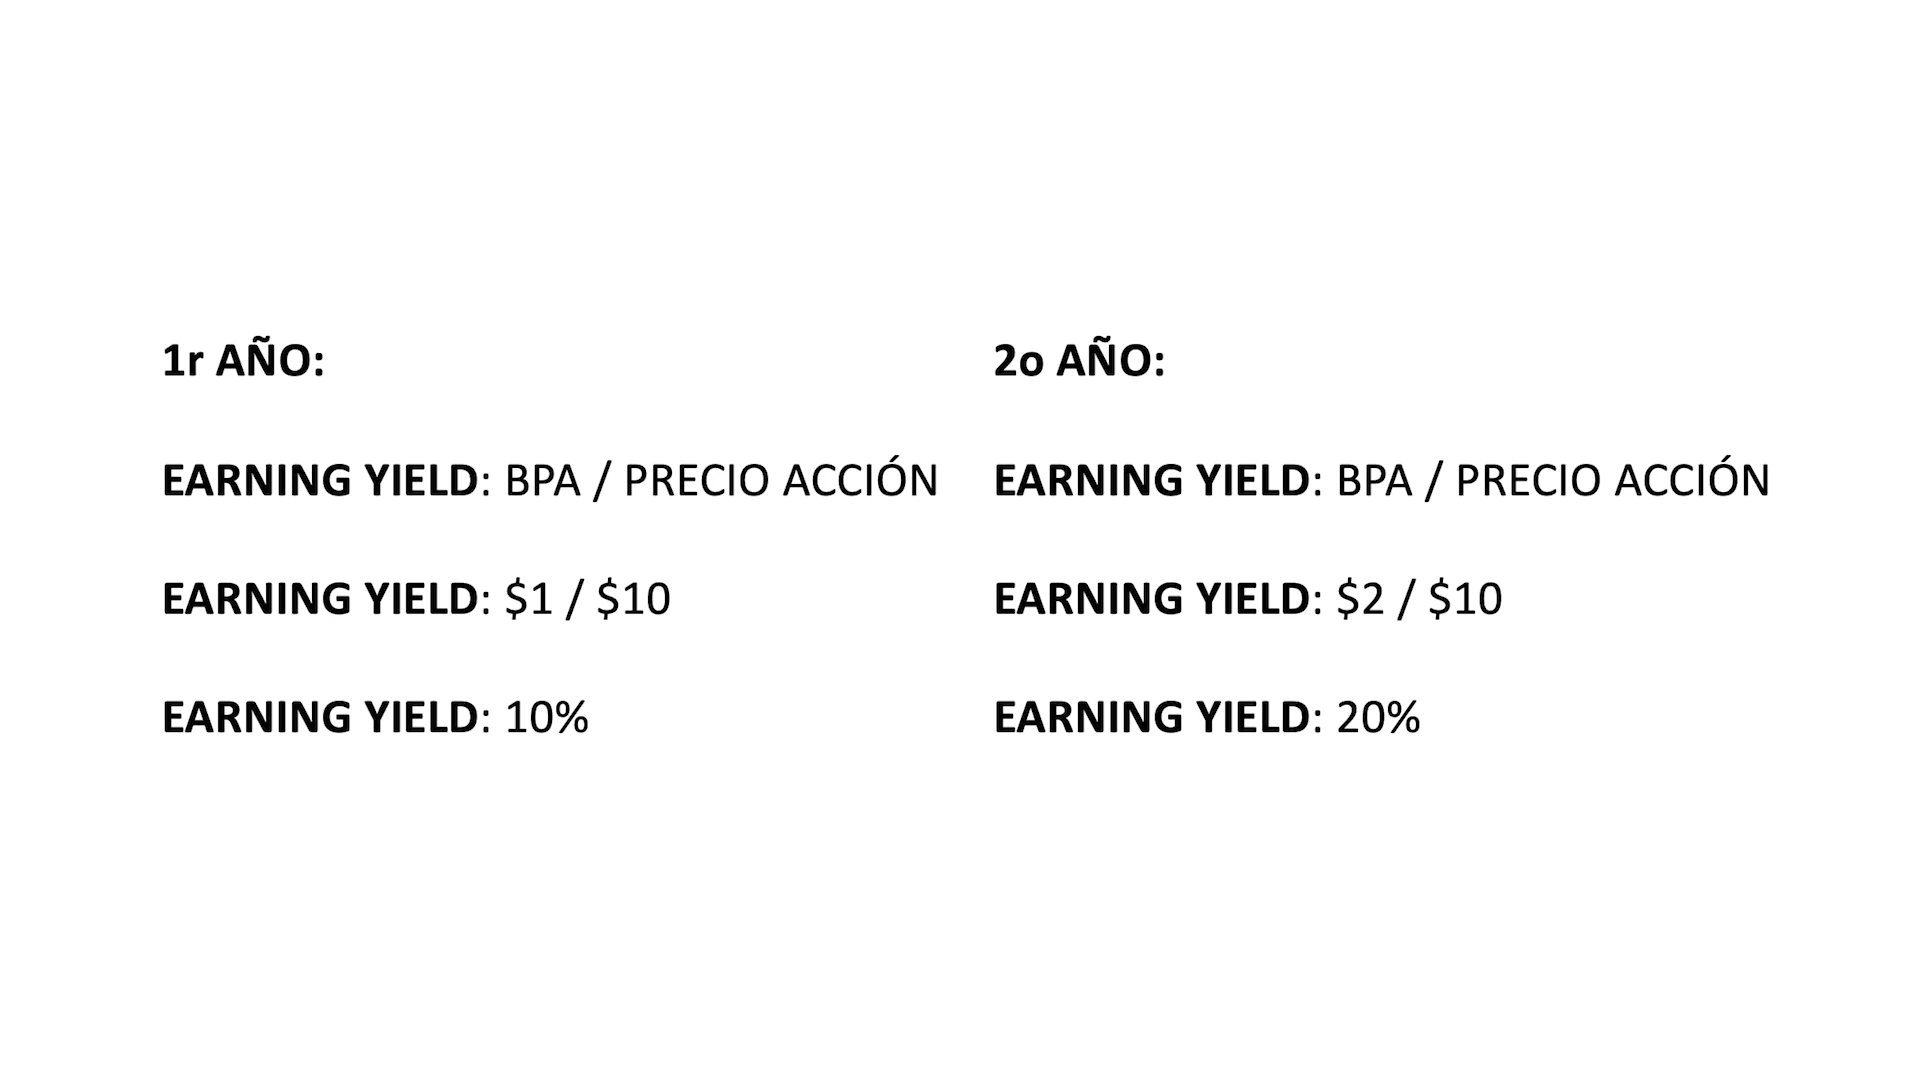 1r AÑO:
EARNING YIELD: BPA / PRECIO ACCIÓN
EARNING YIELD: $1 / $10
EARNING YIELD: 10%
2o AÑO:
EARNING YIELD: BPA / PRECIO ACCIÓN
EARNING YIELD: $2 / $10
EARNING YIELD: 20%